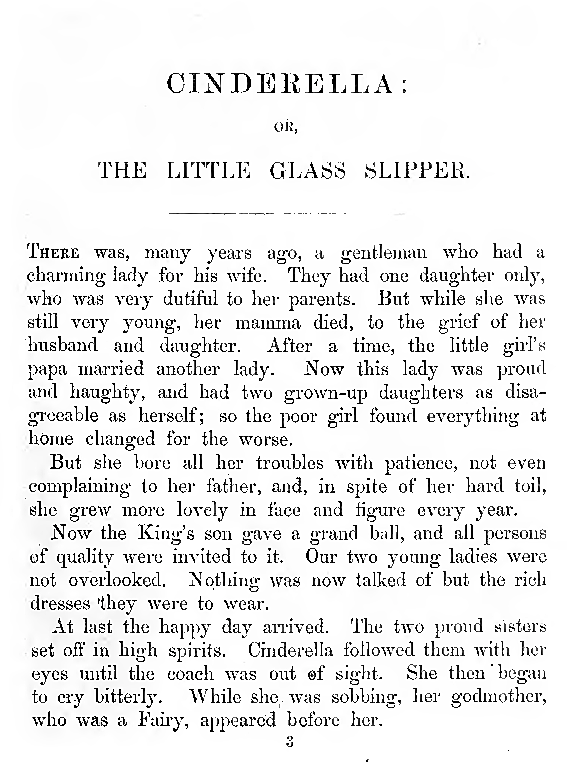 CINDERELLA:
OR,
THE LITTLE GLASS SLIPPER.
THERE was, many years ago, a gentleman who had a
charming lady for his wife. They had one daughter only,
who was very dutiful to her parents. But while she was
still very young, her mamma died, to the grief of her
husband and daughter. After a time, the little girl's
papa married another lady. Now this lady was proud
and haughty, and had two grown-up daughters as disa-
greeable as herself; so the poor girl found everything at
home changed for the worse.
But she bore all her troubles with patience, not even
complaining to her father, and, in spite of her hard toil,
she grew more lovely in face and figure every year.
Now the King's son gave a grand ball, and all persons
of quality were invited to it. Our two young ladies were
not overlooked. Nothing was now talked of but the rich
dresses they were to wear.
At last the happy day arrived. The two proud sisters
set off in high spirits. Cinderella followed them with her
eyes until the coach was out of sight. She then began
to cry bitterly. While she was sobbing, her godmother,
who was a Fairy, appeared before her.
3